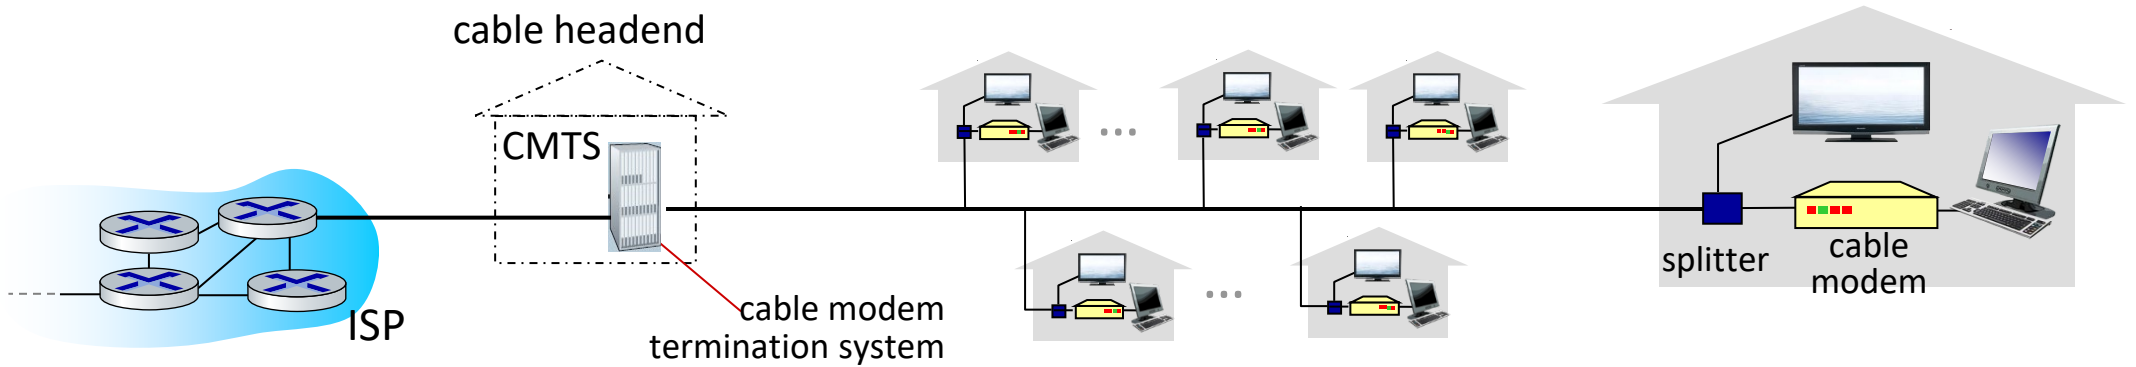 cable headend
CMTS
ISP
cable modem
termination system
splitter
cable
modem